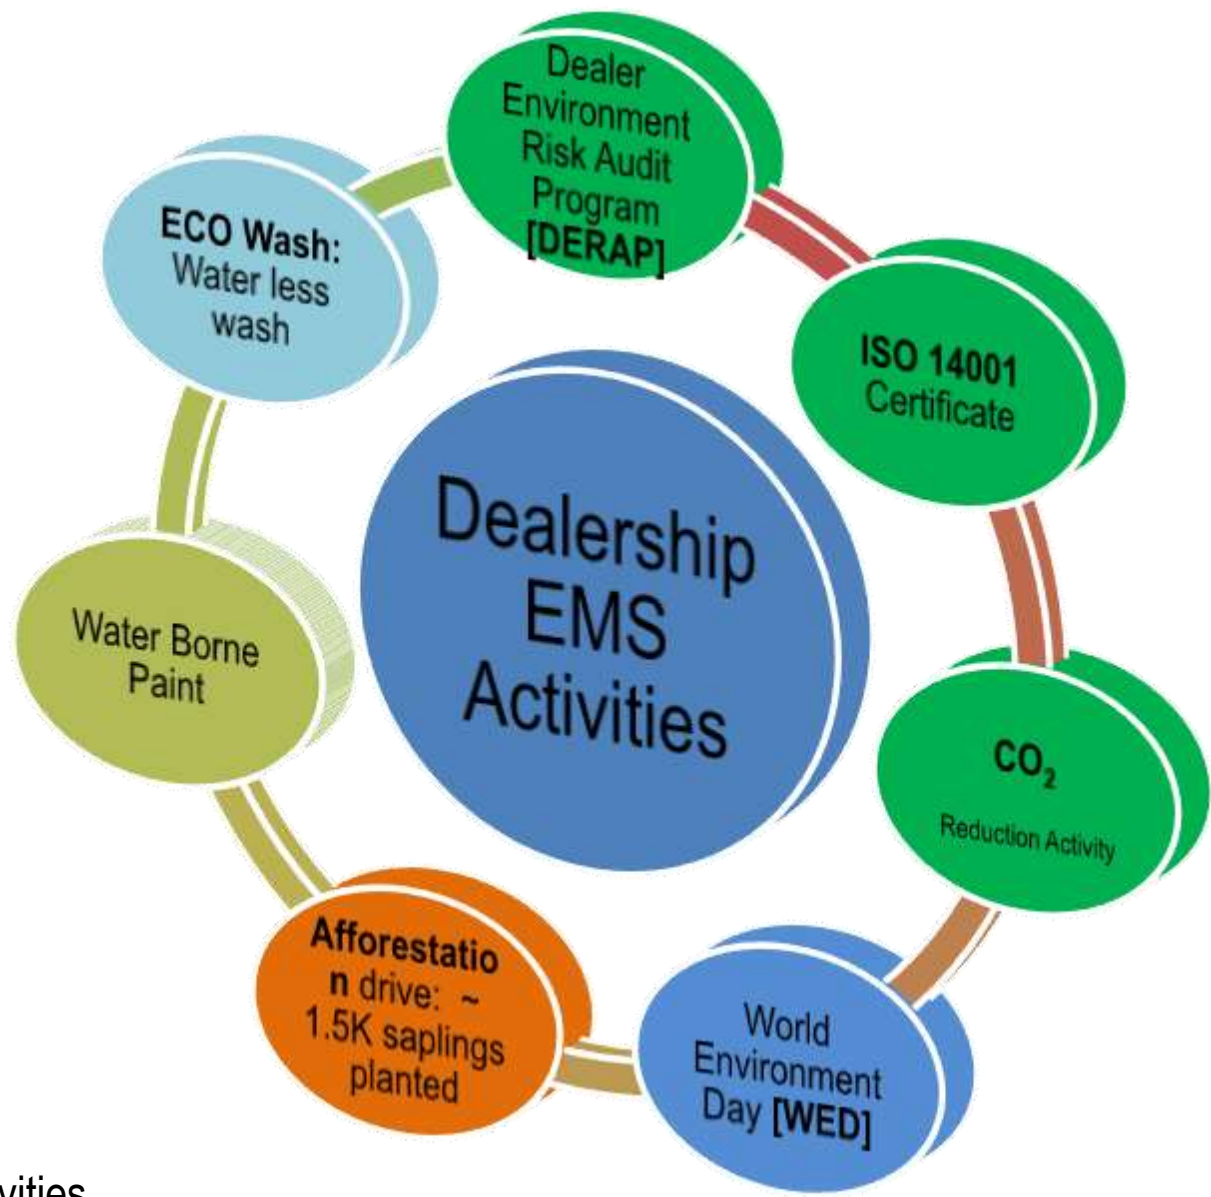 Dealer
Environment
Risk Audit
Program
[DERAP]
ISO 14001
Certificate
CO₂
Reduction Activity
World
Environment
Day [WED]
Afforestatio
n drive: ~
1.5K saplings
planted
Water Borne
Paint
ECO Wash:
Water less
wash
Dealership
EMS
Activities